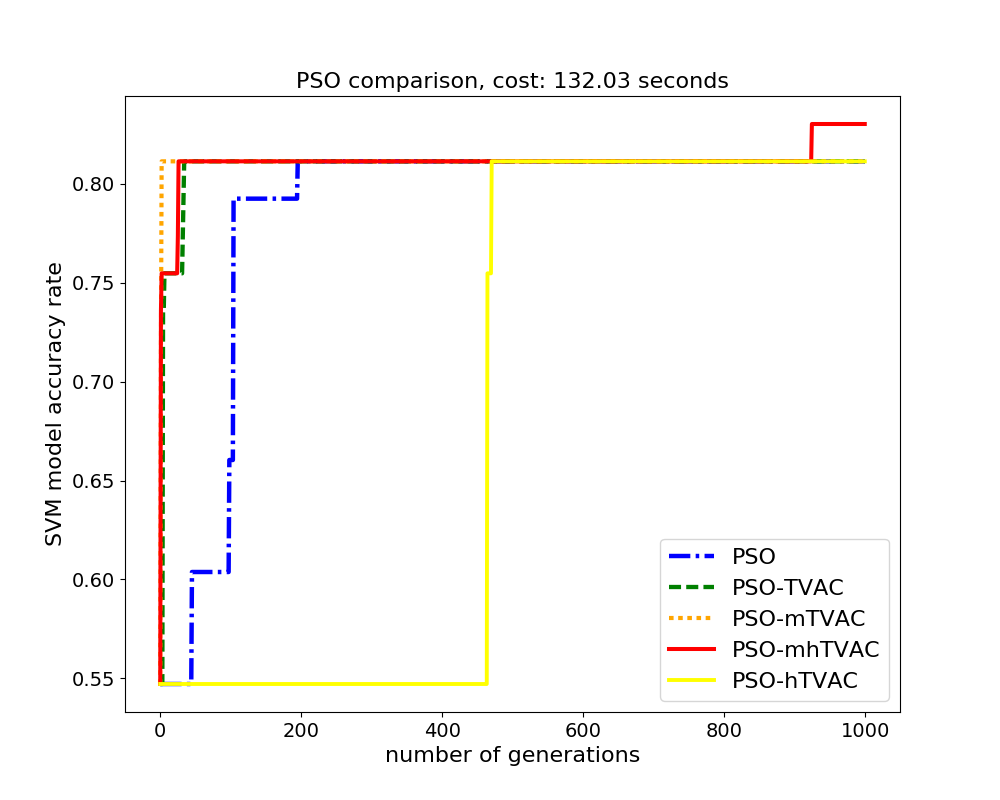 PSO comparison, cost: 132.03 seconds
SVM model accuracy rate
0.80
0.75
0.70
0.65
0.60
0.55
0 200 400 600 800 1000
number of generations
PSO
PSO-TVAC
PSO-mTVAC
PSO-mhTVAC
PSO-hTVAC